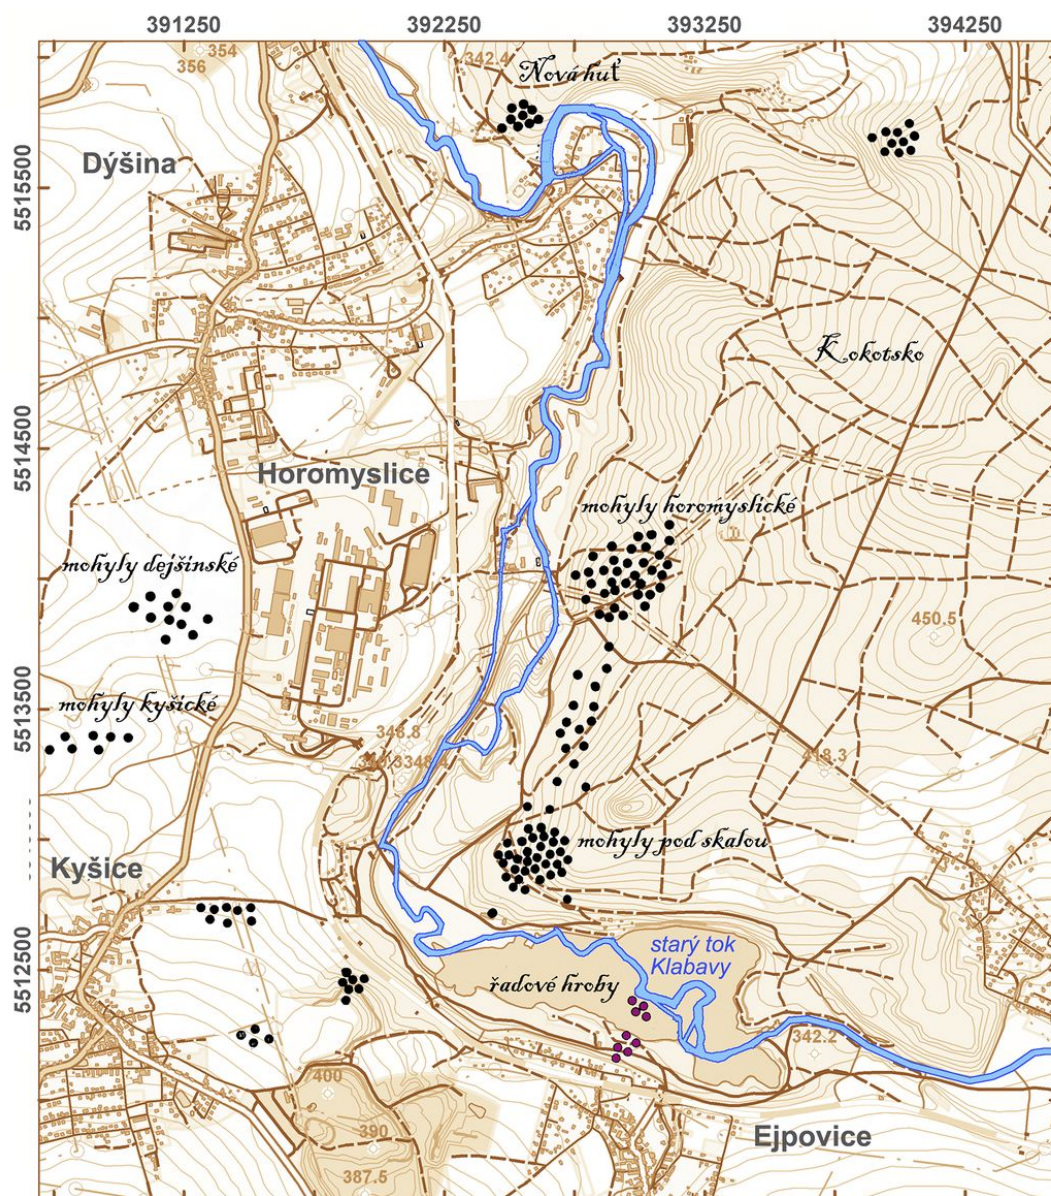 391250
392250
393250
394250
354
356
342.4
Nová huť
Dýšina
5515500
Kokotsko
5514500
Horomyslice
mohyly horomyslické
mohyly dejšinské
450.5
5513500
mohyly kyšické
348.8
418.3
mohyly pod skalou
Kyšice
5512500
starý tok
Klabavy
řadové hroby
342.2
400
390
387.5
Ejpovice